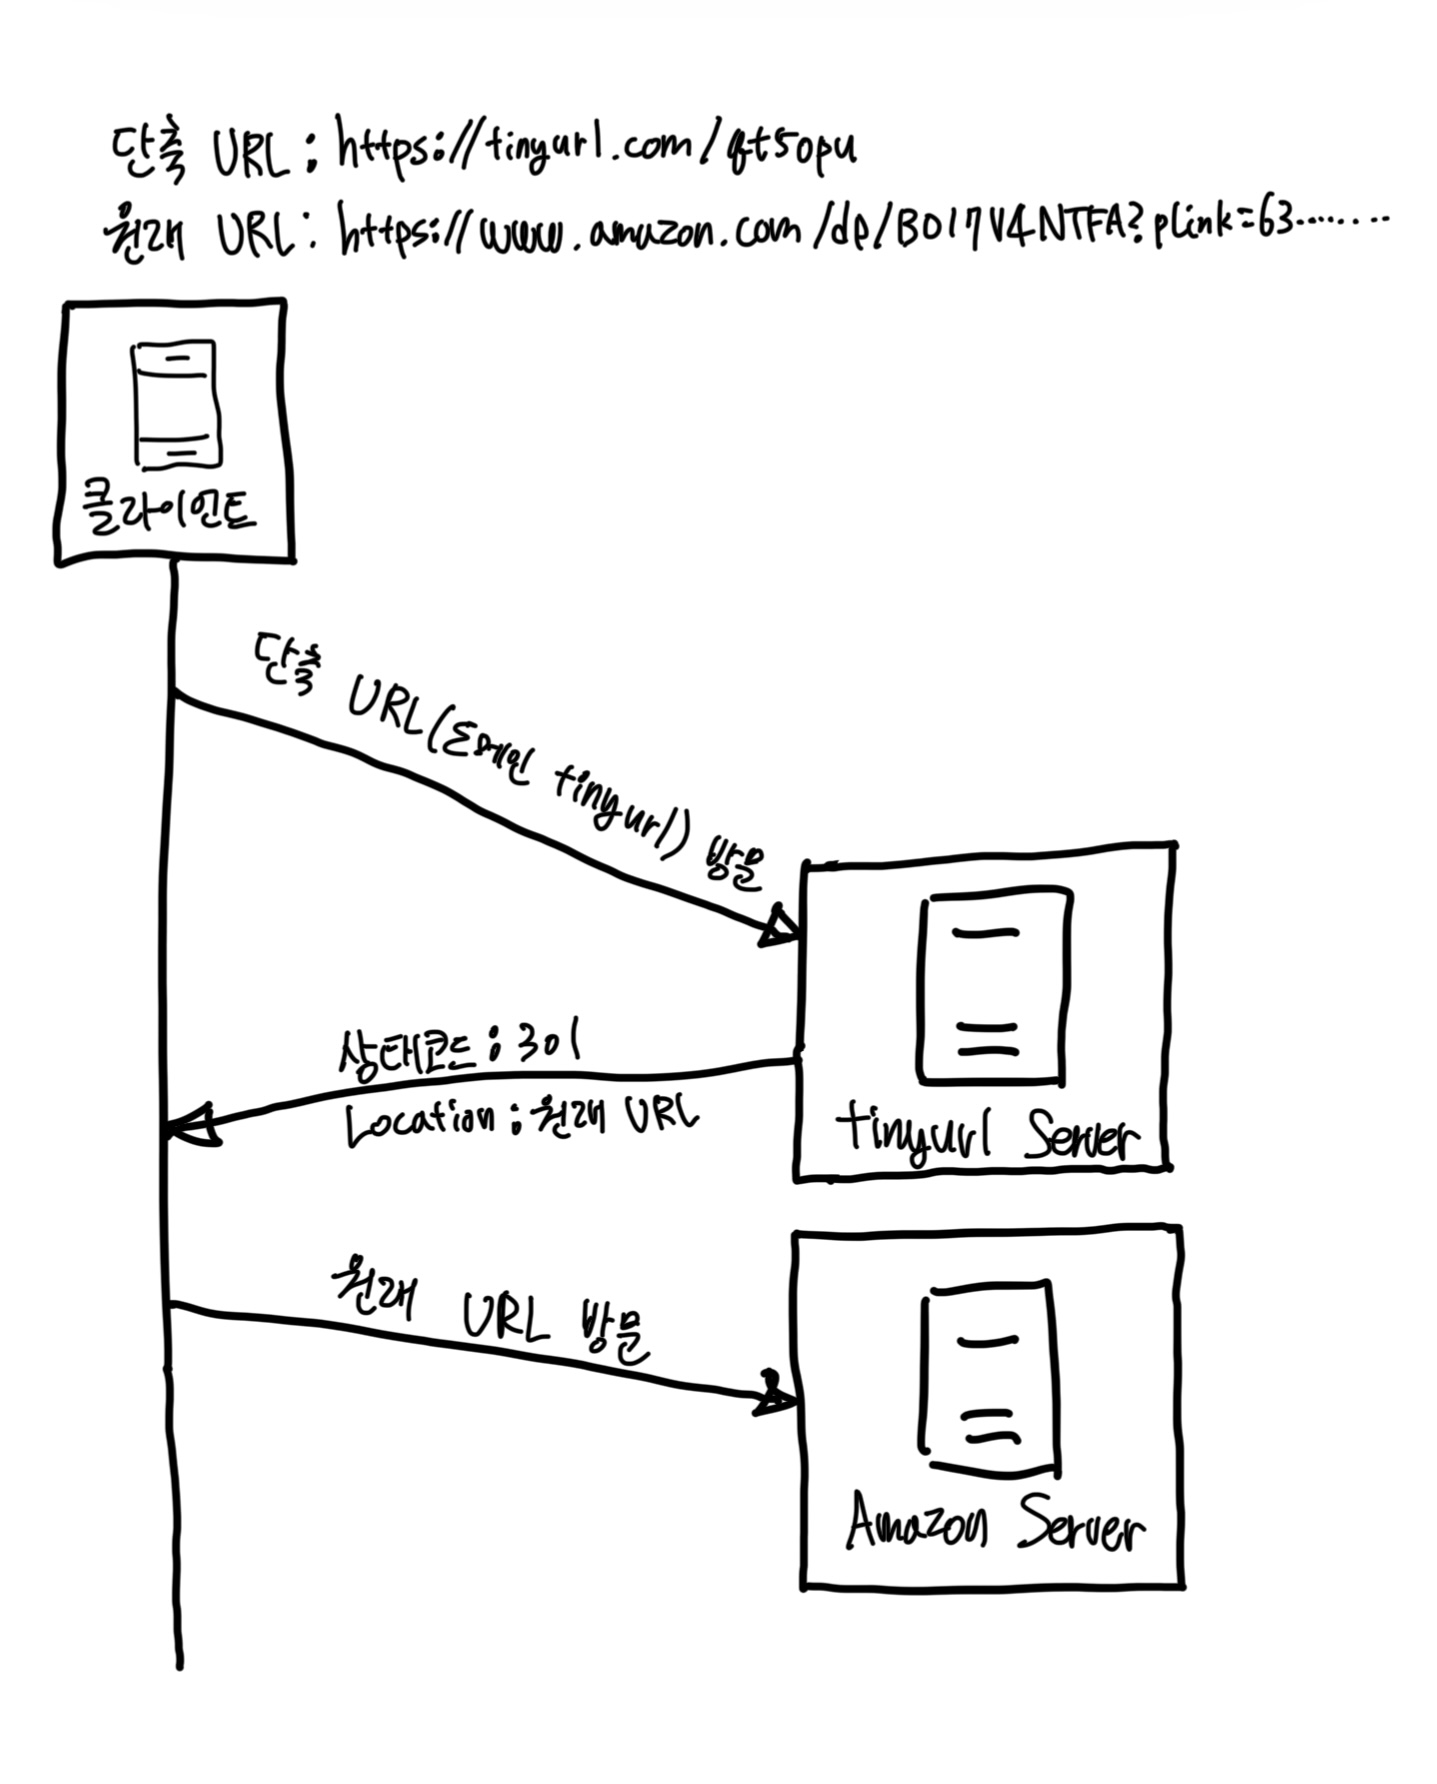 단축 URL : https://tinyurl.com/qt5opu
원래 URL : https://www.amazon.com/dp/B017V4NTFA?plink=63........
클라이언트
단축 URL(도메인 tinyurl) 방문
상태코드 : 301
Location : 원래 URL
tinyurl Server
원래 URL 방문
Amazon Server